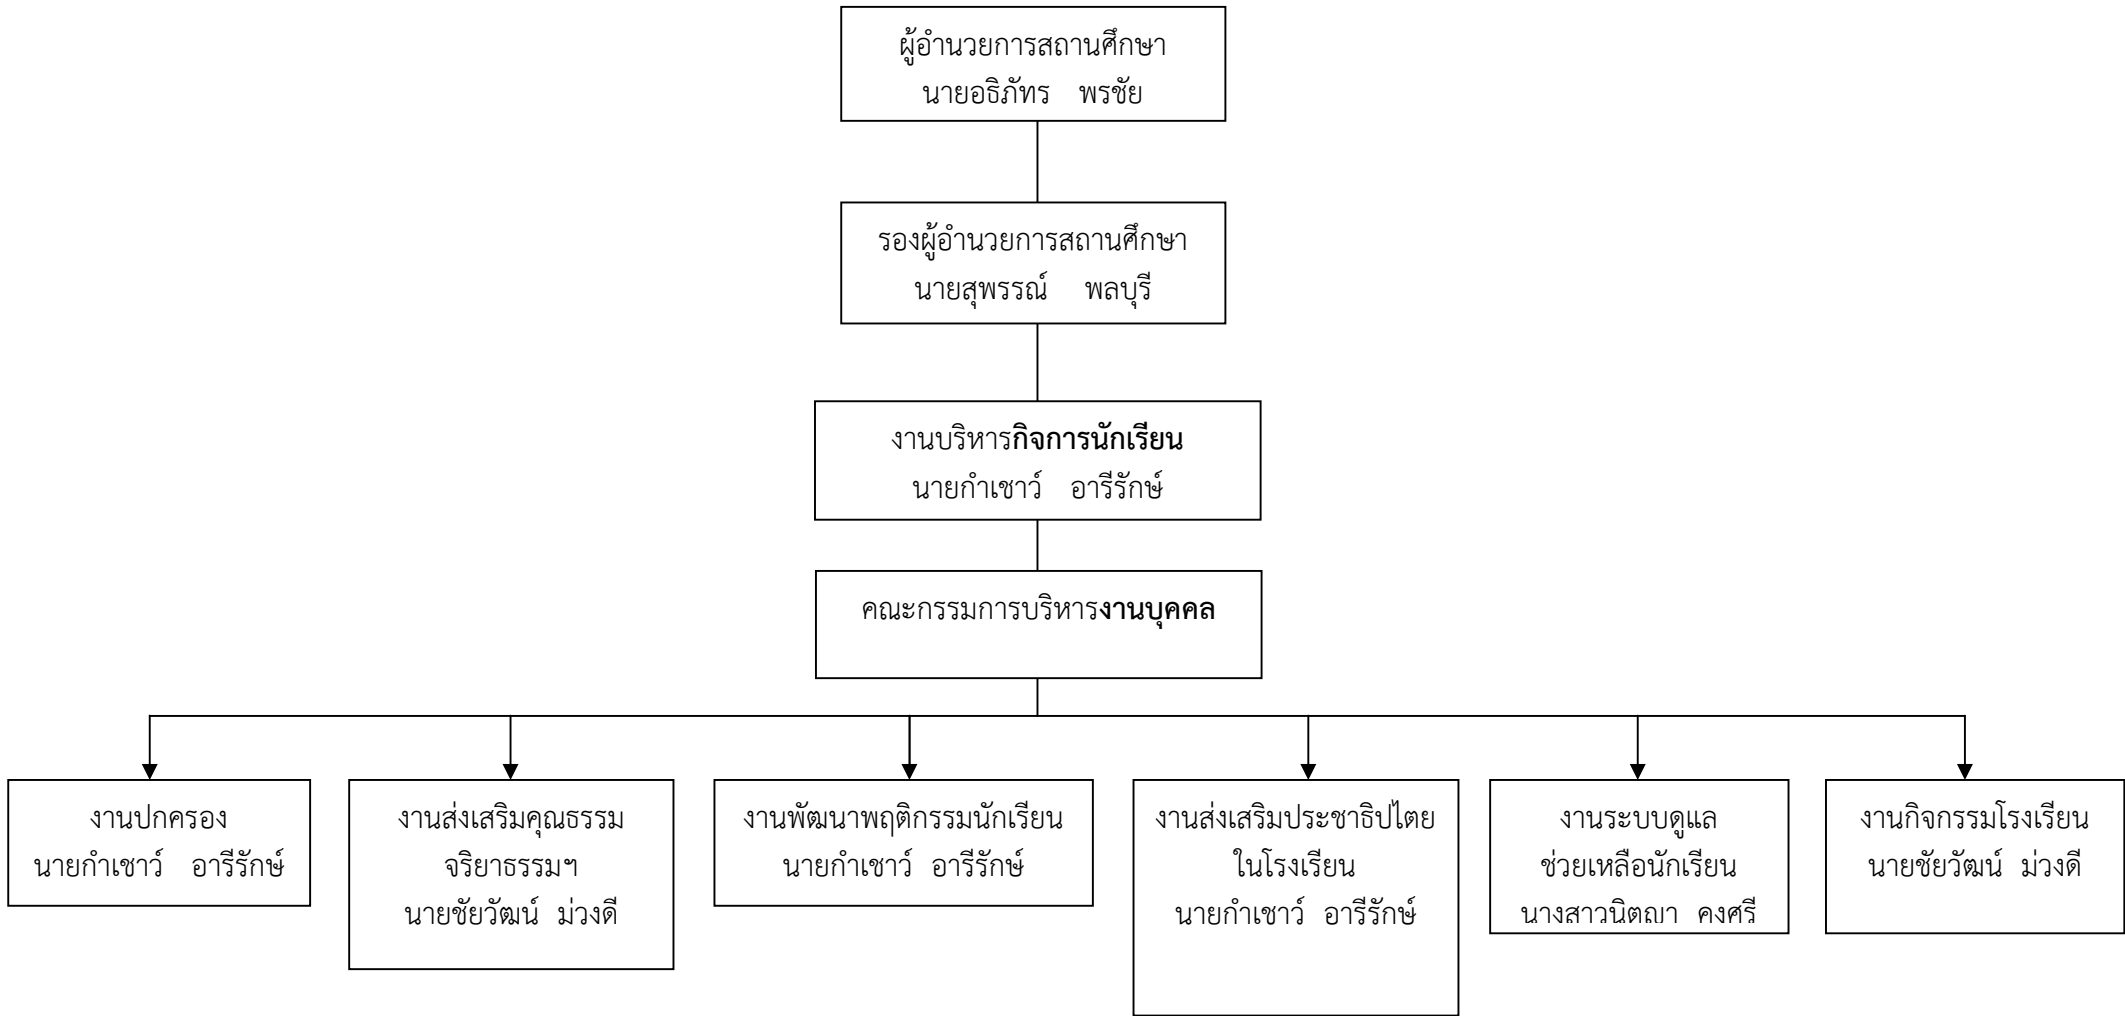 ผู้อำนวยการสถานศึกษา
นายอธิภัทร พรชัย
รองผู้อำนวยการสถานศึกษา
นายสุพรรณ์ พลบุรี
งานบริหารกิจการนักเรียน
นายกำเชาว์ อารีรักษ์
คณะกรรมการบริหารงานบุคคล
งานปกครอง
นายกำเชาว์ อารีรักษ์
งานส่งเสริมคุณธรรม
จริยาธรรมฯ
นายชัยวัฒน์ ม่วงดี
งานพัฒนาพฤติกรรมนักเรียน
นายกำเชาว์ อารีรักษ์
งานส่งเสริมประชาธิปไตย
ในโรงเรียน
นายกำเชาว์ อารีรักษ์
งานระบบดูแล
ช่วยเหลือนักเรียน
นางสาวนิตญา คงศรี
งานกิจกรรมโรงเรียน
นายชัยวัฒน์ ม่วงดี